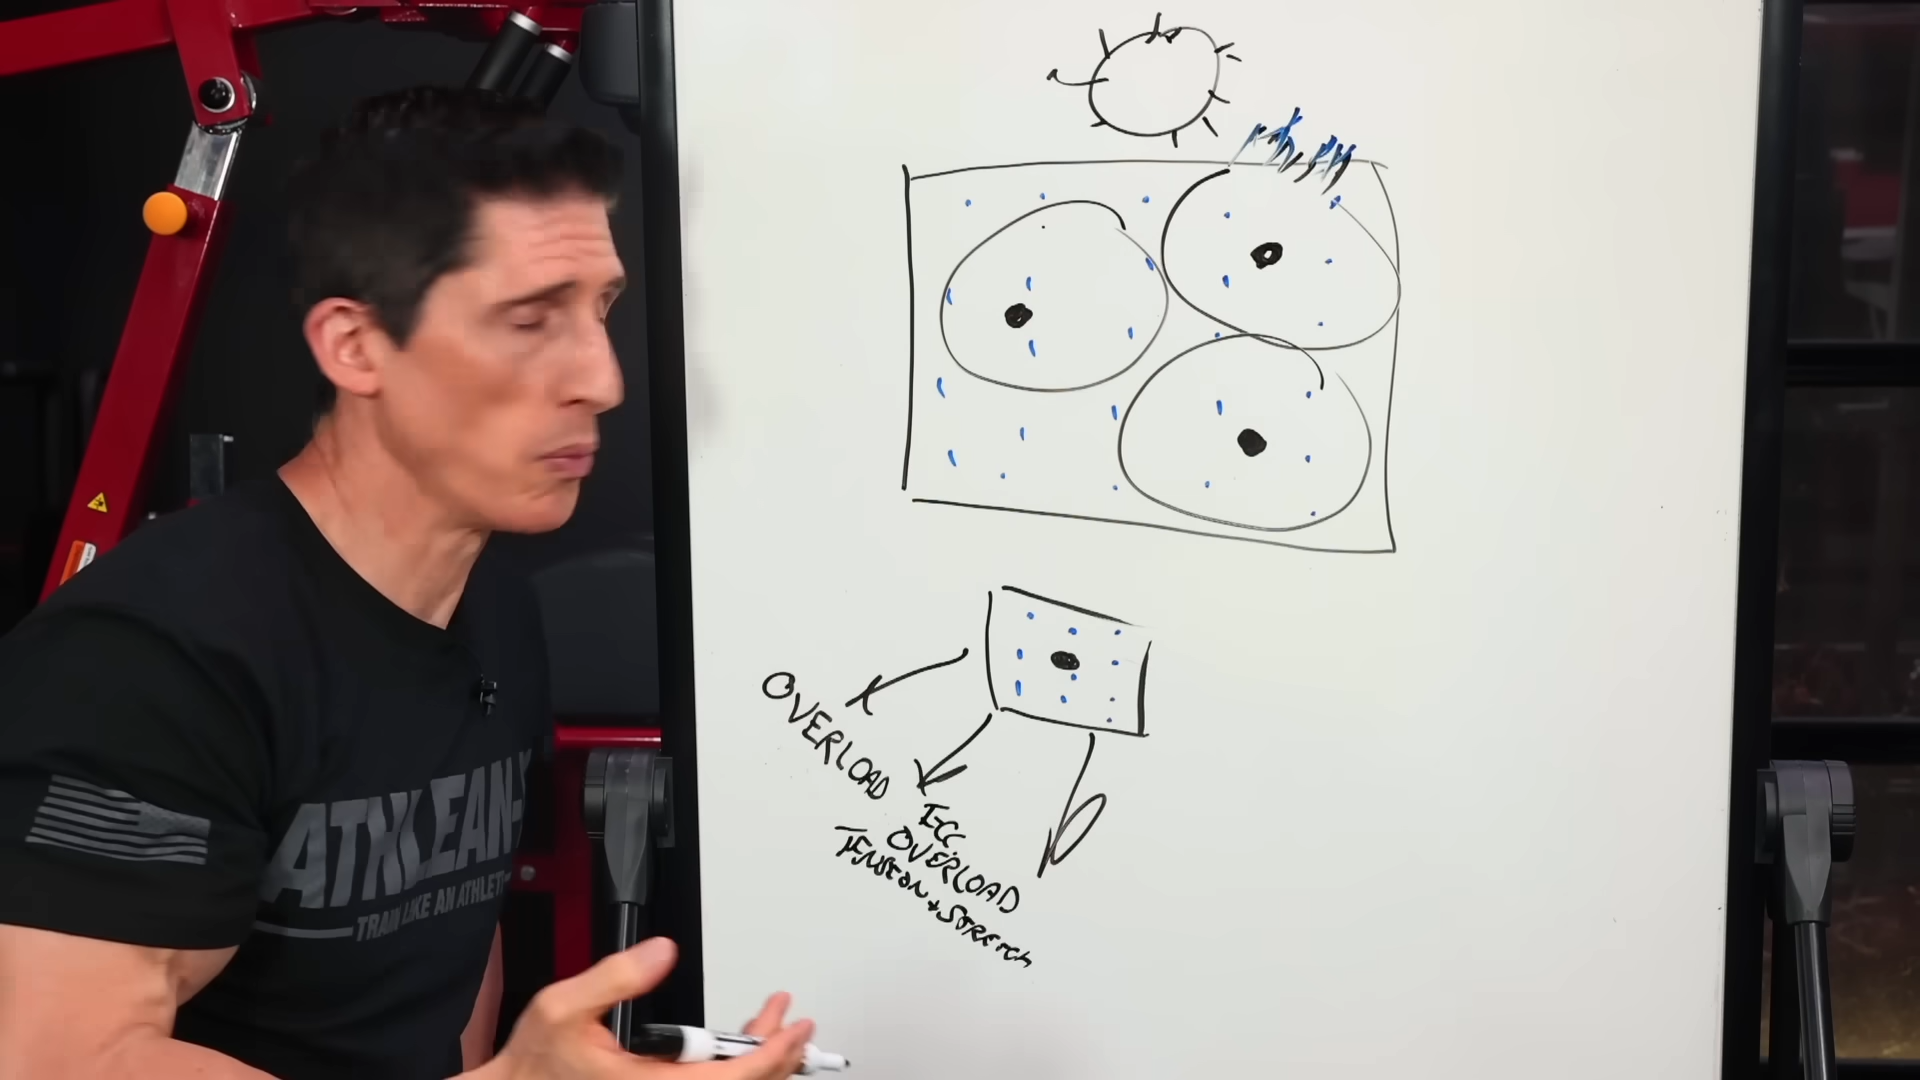 OVERLOAD
ECC
OVERLOAD
TENSION + STRETCH
ATHLEAN-X
TRAIN LIKE AN ATHLETE